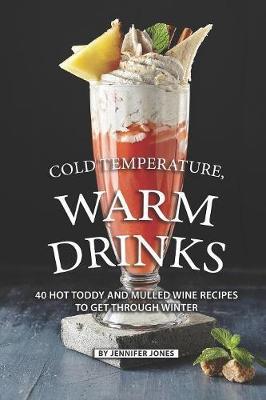 COLD TEMPERATURE,
WARM
DRINKS
40 HOT TODDY AND MULLED WINE RECIPES
TO GET THROUGH WINTER
BY JENNIFER JONES